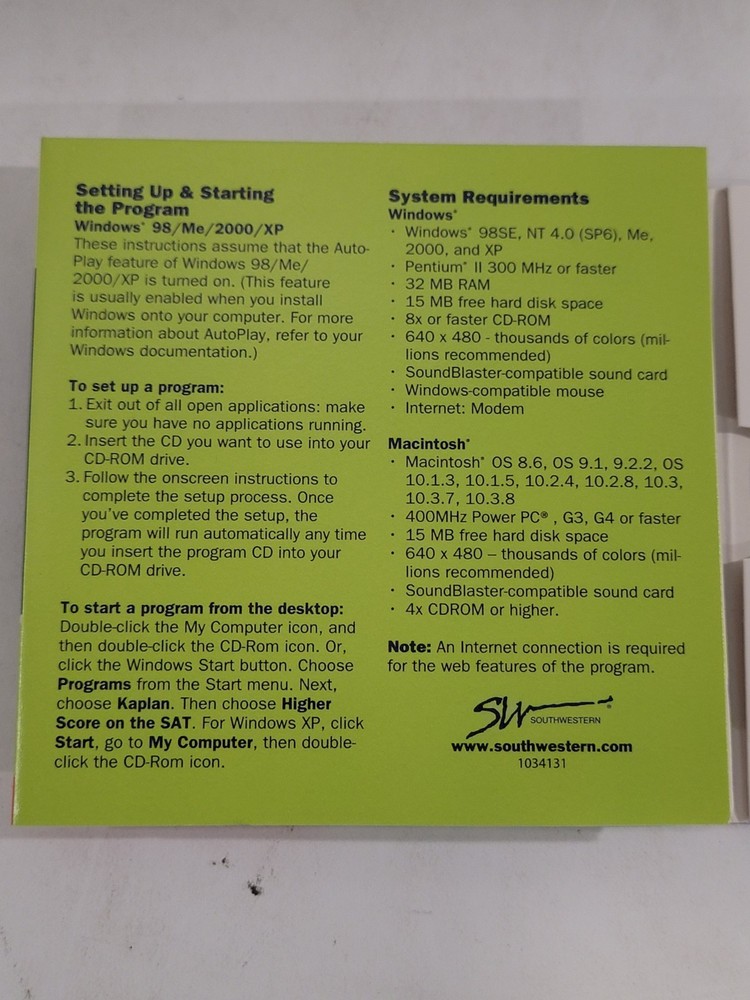 Setting Up & Starting
the Program
Windows* 98/Me/2000/XP
These instructions assume that the Auto-
Play feature of Windows 98/Me/
2000/XP is turned on. (This feature
is usually enabled when you install
Windows onto your computer. For more
information about AutoPlay, refer to your
Windows documentation.)
To set up a program:
1. Exit out of all open applications: make
sure you have no applications running.
2. Insert the CD you want to use into your
CD-ROM drive.
3. Follow the onscreen instructions to
complete the setup process. Once
you've completed the setup, the
program will run automatically any time
you insert the program CD into your
CD-ROM drive.
To start a program from the desktop:
Double-click the My Computer icon, and
then double-click the CD-Rom icon. Or,
click the Windows Start button. Choose
Programs from the Start menu. Next,
choose Kaplan. Then choose Higher
Score on the SAT. For Windows XP, click
Start, go to My Computer, then double-
click the CD-Rom icon.
System Requirements
Windows*
· Windows* 98SE, NT 4.0 (SP6), Me,
2000, and XP
· Pentium* II 300 MHz or faster
· 32 MB RAM
· 15 MB free hard disk space
· 8x or faster CD-ROM
· 640 x 480 - thousands of colors (mil-
lions recommended)
· SoundBlaster-compatible sound card
· Windows-compatible mouse
· Internet: Modem
Macintosh*
· Macintosh* OS 8.6, OS 9.1, 9.2.2, OS
10.1.3, 10.1.5, 10.2.4, 10.2.8, 10.3,
10.3.7, 10.3.8
· 400MHz Power PC® , G3, G4 or faster
· 15 MB free hard disk space
· 640 x 480 – thousands of colors (mil-
lions recommended)
· SoundBlaster-compatible sound card
· 4x CDROM or higher.
Note: An Internet connection is required
for the web features of the program.
SW SOUTHWESTERN®
www.southwestern.com
1034131